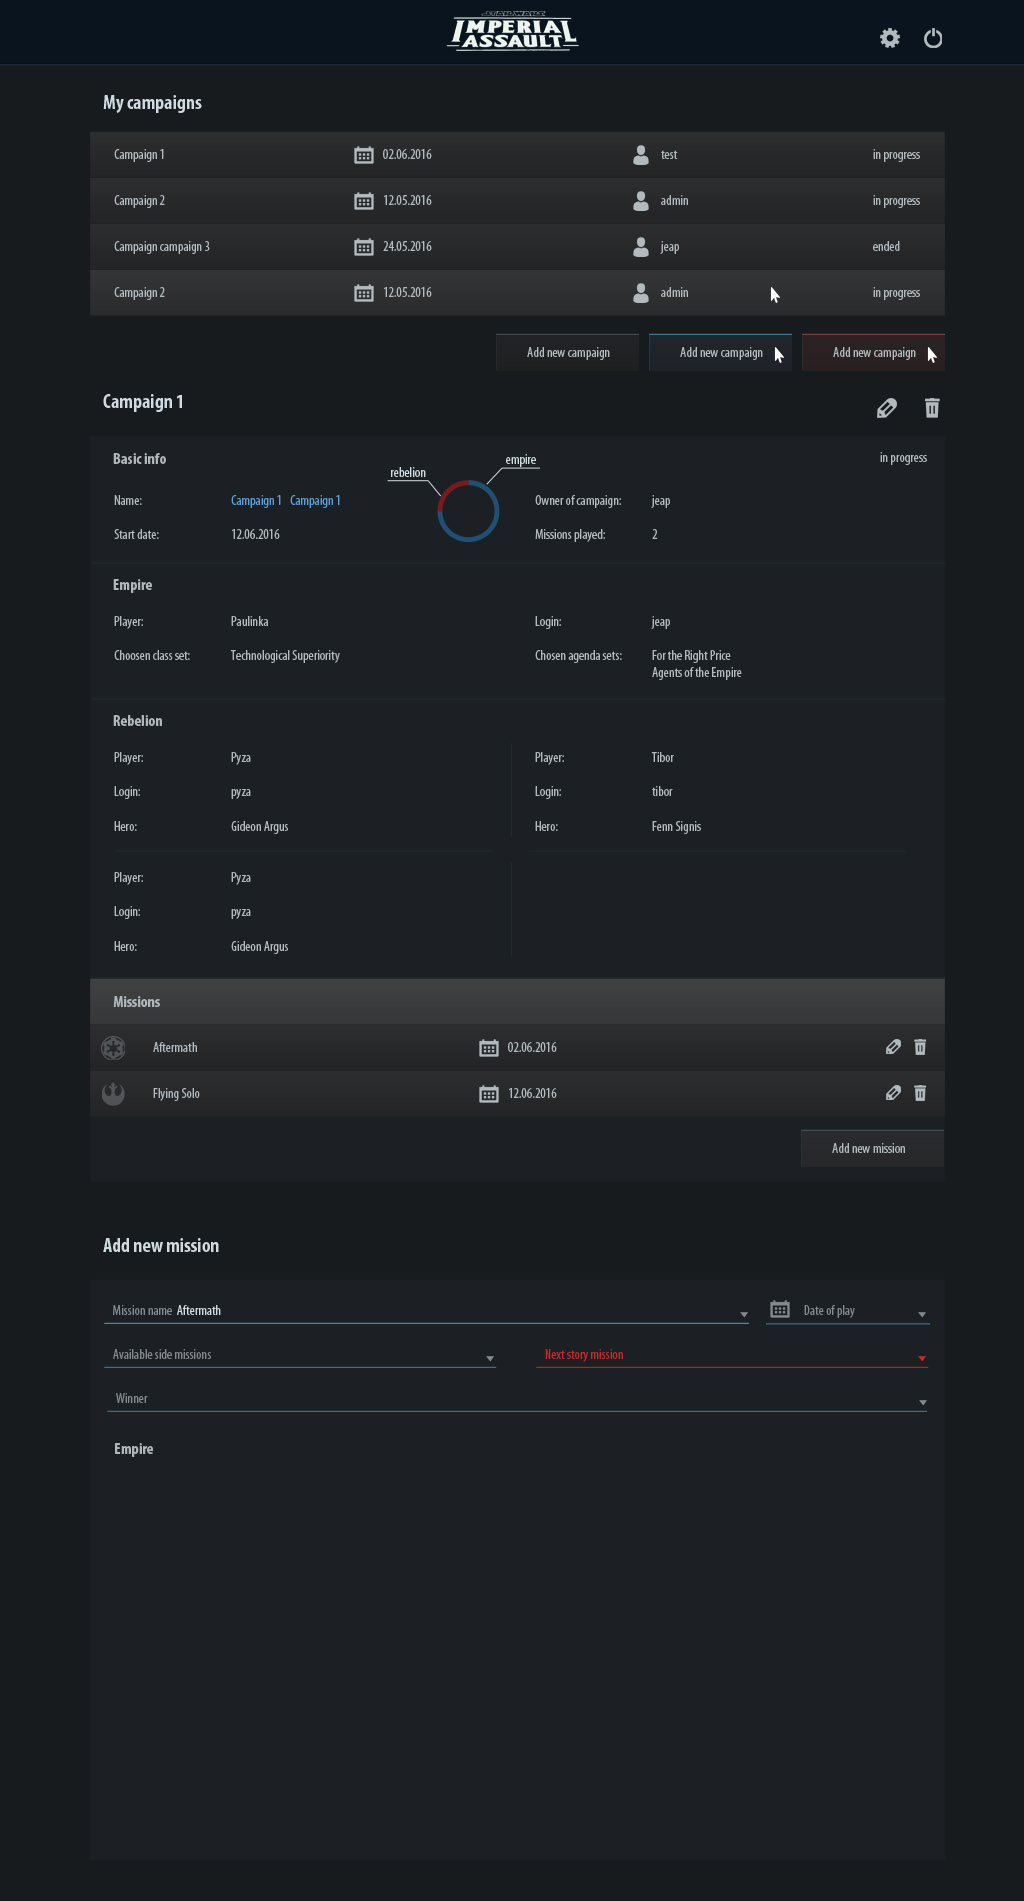 STAR WARS
IMPERIAL
ASSAULT
My campaigns
Campaign 1 02.06.2016 test in progress
Campaign 2 12.05.2016 admin in progress
Campaign campaign 3 24.05.2016 jeap ended
Campaign 2 12.05.2016 admin in progress
Add new campaign Add new campaign Add new campaign
Campaign 1
Basic info in progress
rebelion empire
Name: Campaign 1 Campaign 1 Owner of campaign: jeap
Start date: 12.06.2016 Missions played: 2
Empire
Player: Paulinka Login: jeap
Choosen class set: Technological Superiority Chosen agenda sets: For the Right Price
Agents of the Empire
Rebelion
Player: Pyza Player: Tibor
Login: pyza Login: tibor
Hero: Gideon Argus Hero: Fenn Signis
Player: Pyza
Login: pyza
Hero: Gideon Argus
Missions
Aftermath 02.06.2016
Flying Solo 12.06.2016
Add new mission
Add new mission
Mission name Aftermath Date of play
Available side missions Next story mission
Winner
Empire